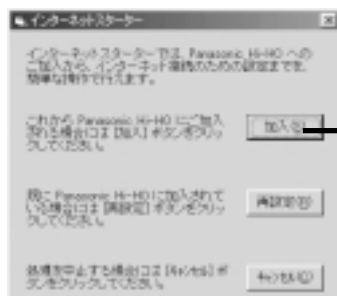 インターネットスターター
インターネットスターターでは、Panasonic Hi-HO への
ご加入から、インターネット接続のための設定までを、
簡単な操作で行えます。
これから Panasonic Hi-HO にご加入
される場合には [加入] ボタンをクリッ
クしてください。
加入(S)
既に Panasonic Hi-HO に加入されて
いる場合には [再設定] ボタンをクリッ
クしてください。
再設定(R)
処理を中止する場合には [キャンセル] ボ
タンをクリックしてください。
キャンセル(C)